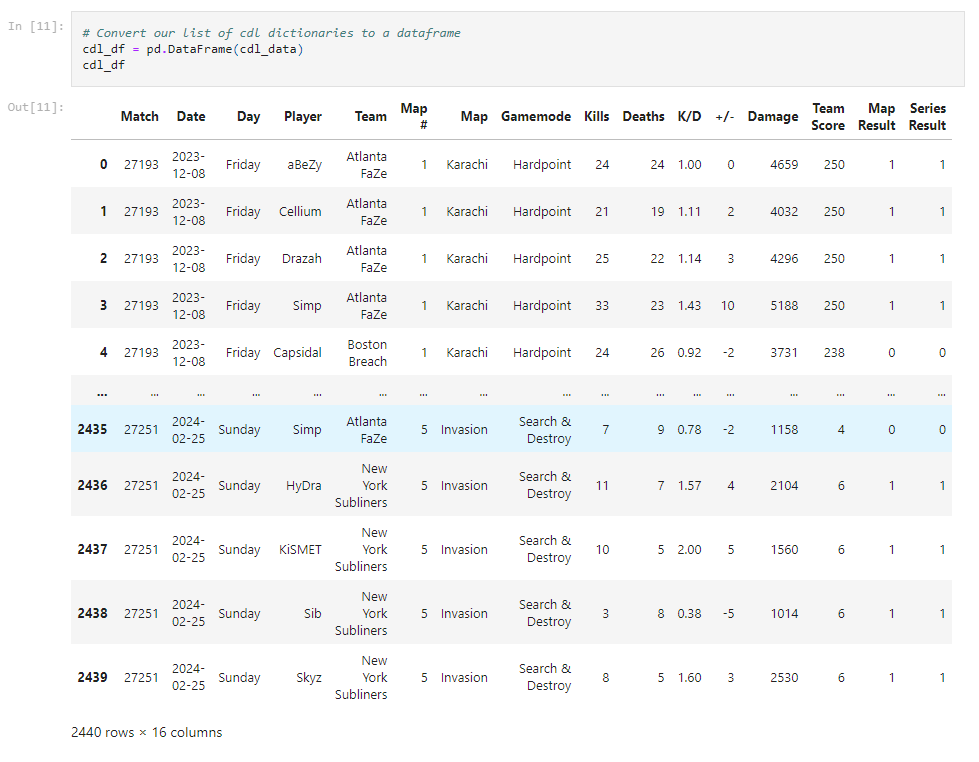 In [11]:
# Convert our list of cdl dictionaries to a dataframe
cdl_df = pd.DataFrame(cdl_data)
cdl_df
Out[11]:
Match Date Day Player Team Map # Map Gamemode Kills Deaths K/D +/- Damage Team Score Map Result Series Result
0 27193 2023-12-08 Friday aBeZy Atlanta FaZe 1 Karachi Hardpoint 24 24 1.00 0 4659 250 1 1
1 27193 2023-12-08 Friday Cellium Atlanta FaZe 1 Karachi Hardpoint 21 19 1.11 2 4032 250 1 1
2 27193 2023-12-08 Friday Drazah Atlanta FaZe 1 Karachi Hardpoint 25 22 1.14 3 4296 250 1 1
3 27193 2023-12-08 Friday Simp Atlanta FaZe 1 Karachi Hardpoint 33 23 1.43 10 5188 250 1 1
4 27193 2023-12-08 Friday Capsidal Boston Breach 1 Karachi Hardpoint 24 26 0.92 -2 3731 238 0 0
... ... ... ... ... ... ... ... ... ... ... ... ... ... ... ... ...
2435 27251 2024-02-25 Sunday Simp Atlanta FaZe 5 Invasion Search & Destroy 7 9 0.78 -2 1158 4 0 0
2436 27251 2024-02-25 Sunday HyDra New York Subliners 5 Invasion Search & Destroy 11 7 1.57 4 2104 6 1 1
2437 27251 2024-02-25 Sunday KiSMET New York Subliners 5 Invasion Search & Destroy 10 5 2.00 5 1560 6 1 1
2438 27251 2024-02-25 Sunday Sib New York Subliners 5 Invasion Search & Destroy 3 8 0.38 -5 1014 6 1 1
2439 27251 2024-02-25 Sunday Skyz New York Subliners 5 Invasion Search & Destroy 8 5 1.60 3 2530 6 1 1
2440 rows × 16 columns